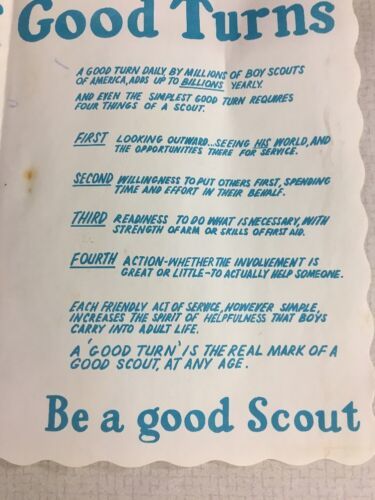 Good Turns
A GOOD TURN DAILY, BY MILLIONS OF BOY SCOUTS
OF AMERICA, ADDS UP TO BILLIONS YEARLY.
AND EVEN THE SIMPLEST GOOD TURN REQUIRES
FOUR THINGS OF A SCOUT.
FIRST LOOKING OUTWARD...SEEING HIS WORLD, AND
THE OPPORTUNITIES THERE FOR SERVICE.
SECOND WILLINGNESS TO PUT OTHERS FIRST, SPENDING
TIME AND EFFORT IN THEIR BEHALF.
THIRD READINESS TO DO WHAT IS NECESSARY, WITH
STRENGTH OF ARM OR SKILLS OF FIRST AID.
FOURTH ACTION-WHETHER THE INVOLVEMENT IS
GREAT OR LITTLE-TO ACTUALLY HELP SOMEONE.
EACH FRIENDLY ACT OF SERVICE, HOWEVER SIMPLE,
INCREASES THE SPIRIT OF HELPFULNESS THAT BOYS
CARRY INTO ADULT LIFE.
A 'GOOD TURN' IS THE REAL MARK OF A
GOOD SCOUT, AT ANY AGE.
Be a good Scout